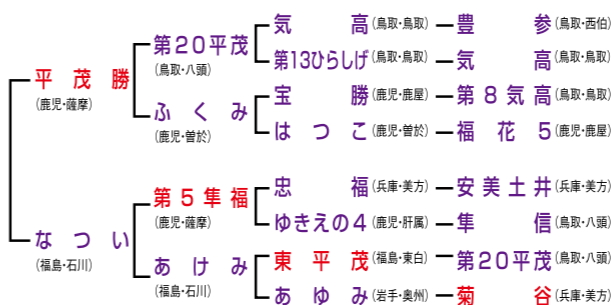 気高(鳥取・鳥取)ー豊参(鳥取・西伯)
第20平茂
(鳥取・八頭)
第13ひらしげ(鳥取・鳥取)ー気高(鳥取・鳥取)
平茂勝
(鹿児・薩摩)
宝勝(鹿児・鹿屋)ー第8気高(鳥取・鳥取)
ふくみ
(鹿児・曽於)
はつこ(鹿児・曽於)ー福花5(鹿児・鹿屋)
忠福(兵庫・美方)ー安美土井(兵庫・美方)
第5隼福
(鹿児・薩摩)
ゆきえの4(鹿児・肝属)ー隼信(鳥取・八頭)
なつい
(福島・石川)
東平茂(福島・東白)ー第20平茂(鳥取・八頭)
あけみ
(福島・石川)
あゆみ(岩手・奥州)ー菊谷(兵庫・美方)